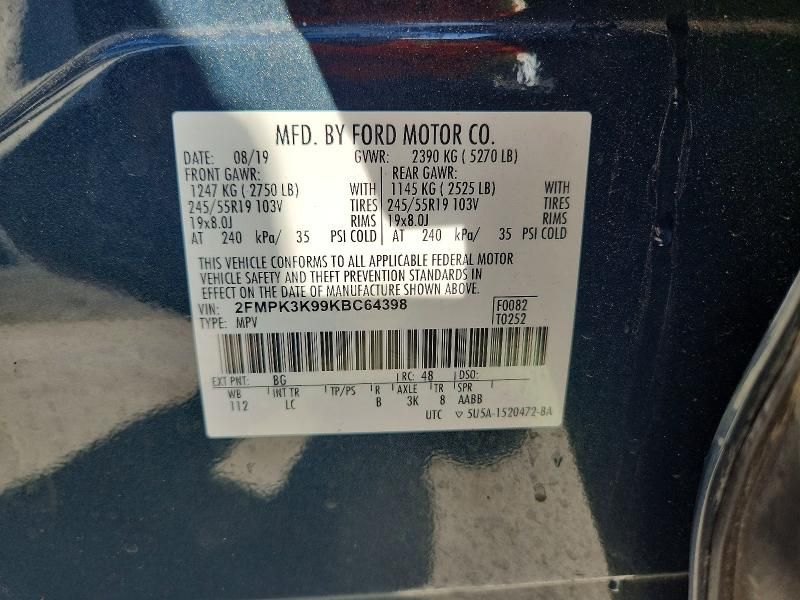 MFD. BY FORD MOTOR CO.
DATE: 08/19 GVWR: 2390 KG ( 5270 LB)
FRONT GAWR: REAR GAWR:
1247 KG ( 2750 LB) WITH 1145 KG ( 2525 LB) WITH
245/55R19 103V TIRES 245/55R19 103V TIRES
19x8.0J RIMS 19x8.0J RIMS
AT 240 kPa/ 35 PSI COLD AT 240 kPa/ 35 PSI COLD
THIS VEHICLE CONFORMS TO ALL APPLICABLE FEDERAL MOTOR
VEHICLE SAFETY AND THEFT PREVENTION STANDARDS IN
EFFECT ON THE DATE OF MANUFACTURE SHOWN ABOVE.
VIN: 2FMPK3K99KBC64398 F0082
TYPE: MPV T0252
EXT PNT: BG RC: 48 DSO:
WB INT TR TP/PS R AXLE TR SPR
112 LC B 3K 8 AABB
UTC ▽ 5U5A-1520472-BA